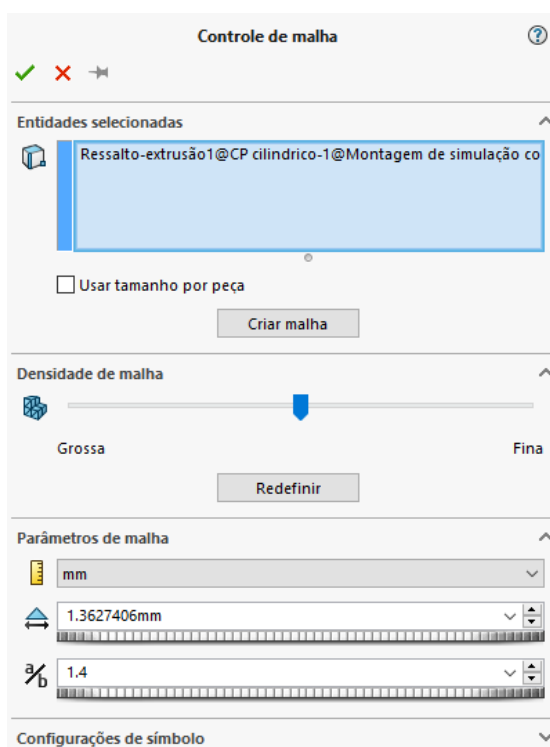 Controle de malha
Entidades selecionadas
Ressalto-extrusão1@CP cilindrico-1@Montagem de simulação co
Usar tamanho por peça
Criar malha
Densidade de malha
Grossa Fina
Redefinir
Parâmetros de malha
mm
1.3627406mm
a/b 1.4
Configurações de símbolo